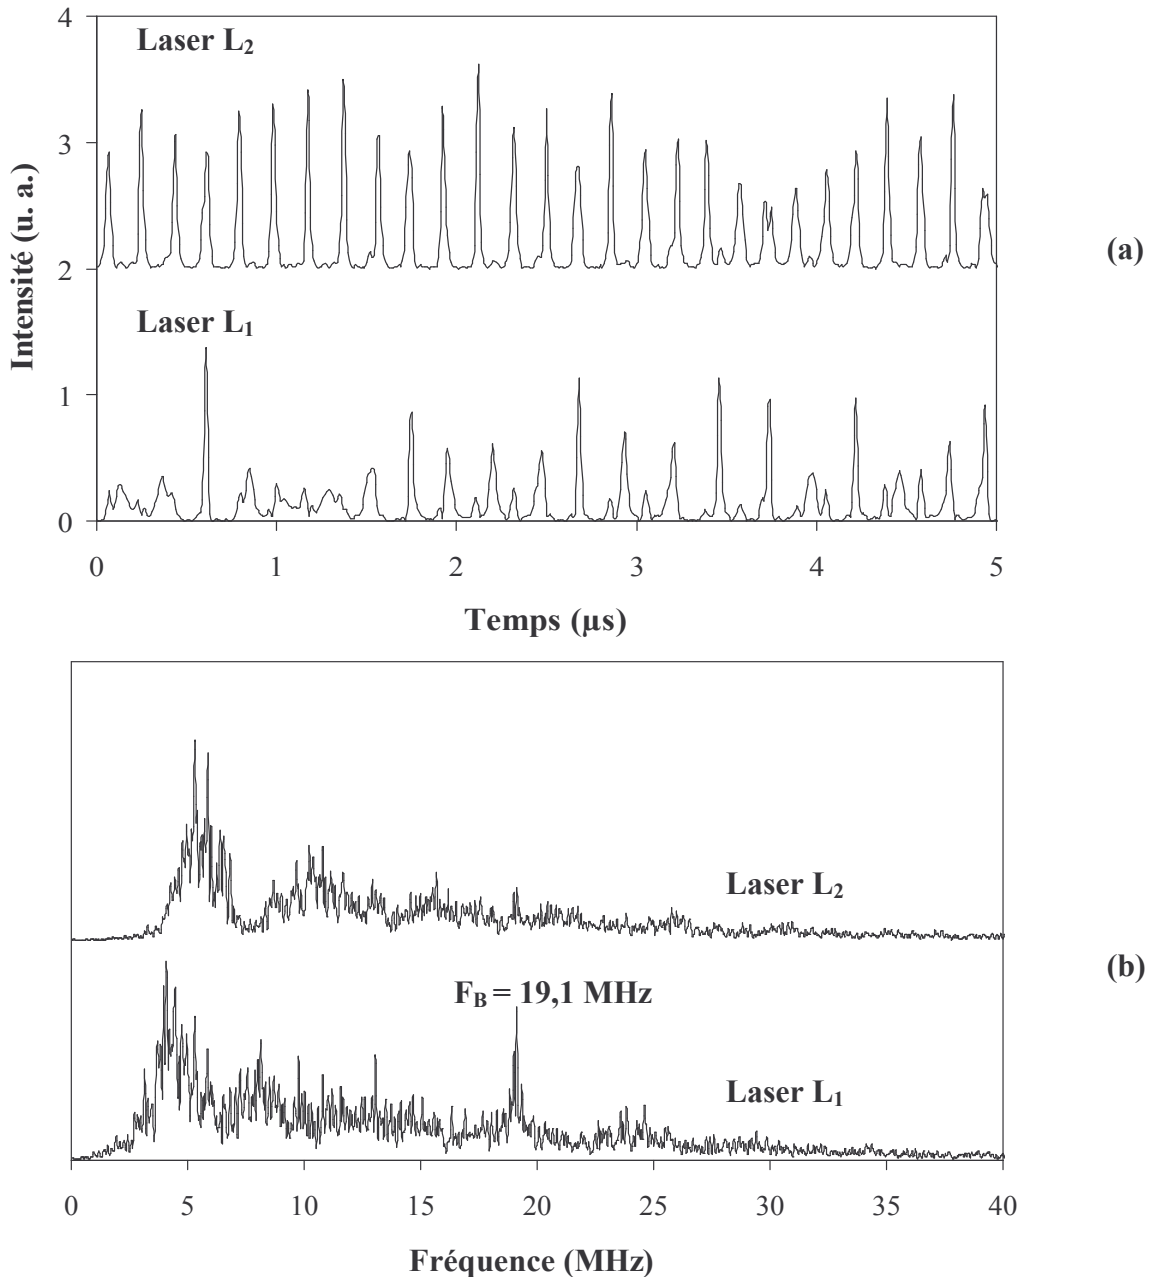 4
Laser L₂
3
Intensité (u. a.)
(a)
2
Laser L₁
1
0
0 1 2 3 4 5
Temps (µs)
Laser L₂
(b)
F_B = 19,1 MHz
Laser L₁
0 5 10 15 20 25 30 35 40
Fréquence (MHz)